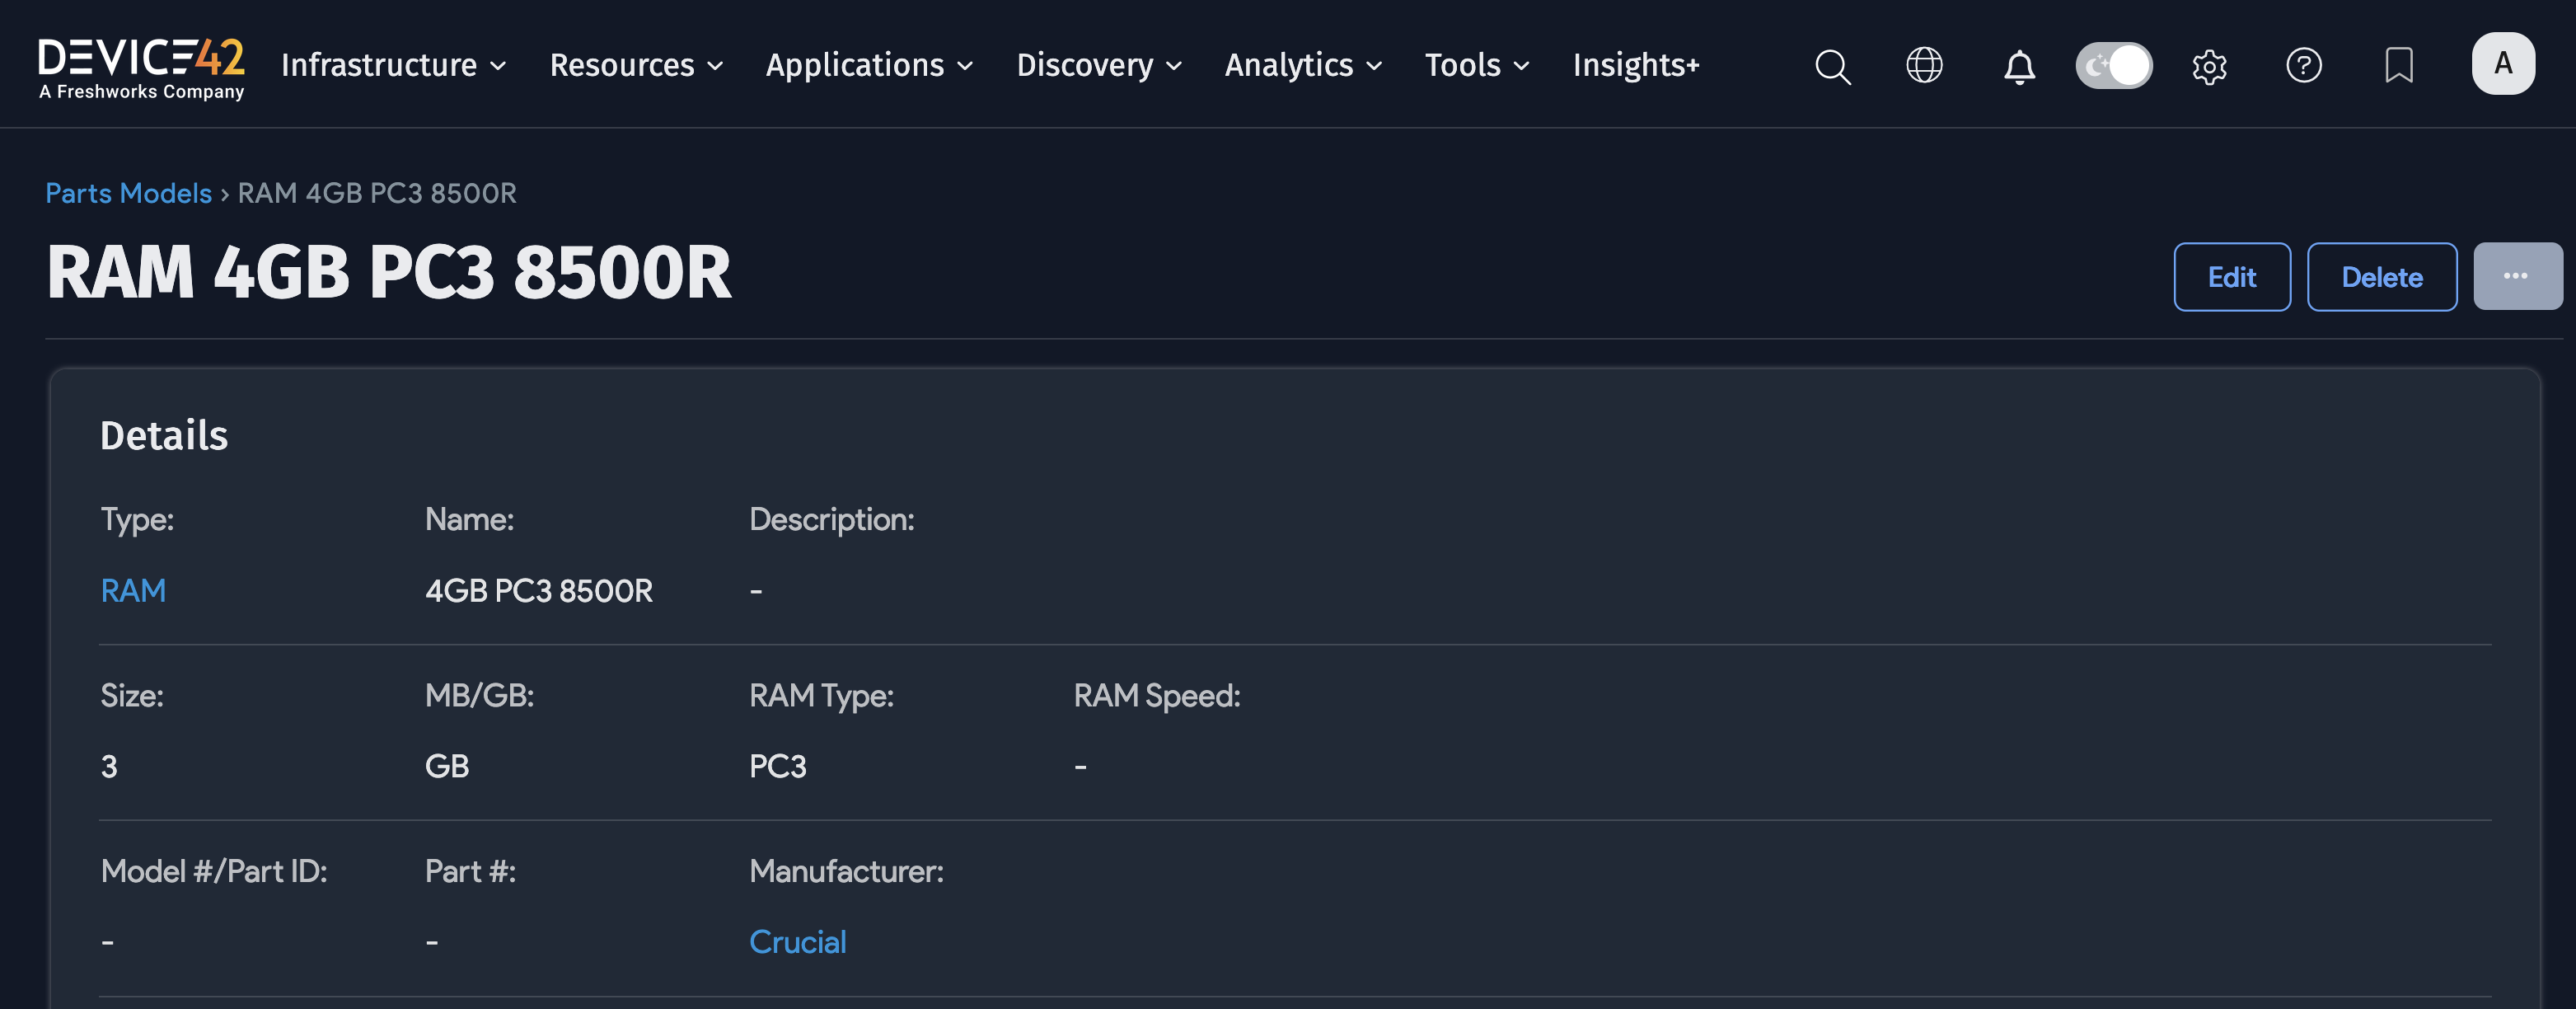 DEVICE42
A Freshworks Company
Infrastructure Resources Applications Discovery Analytics Tools Insights+ A
Parts Models › RAM 4GB PC3 8500R
RAM 4GB PC3 8500R
Edit Delete ...
Details
Type: Name: Description:
RAM 4GB PC3 8500R -
Size: MB/GB: RAM Type: RAM Speed:
3 GB PC3 -
Model #/Part ID: Part #: Manufacturer:
- - Crucial